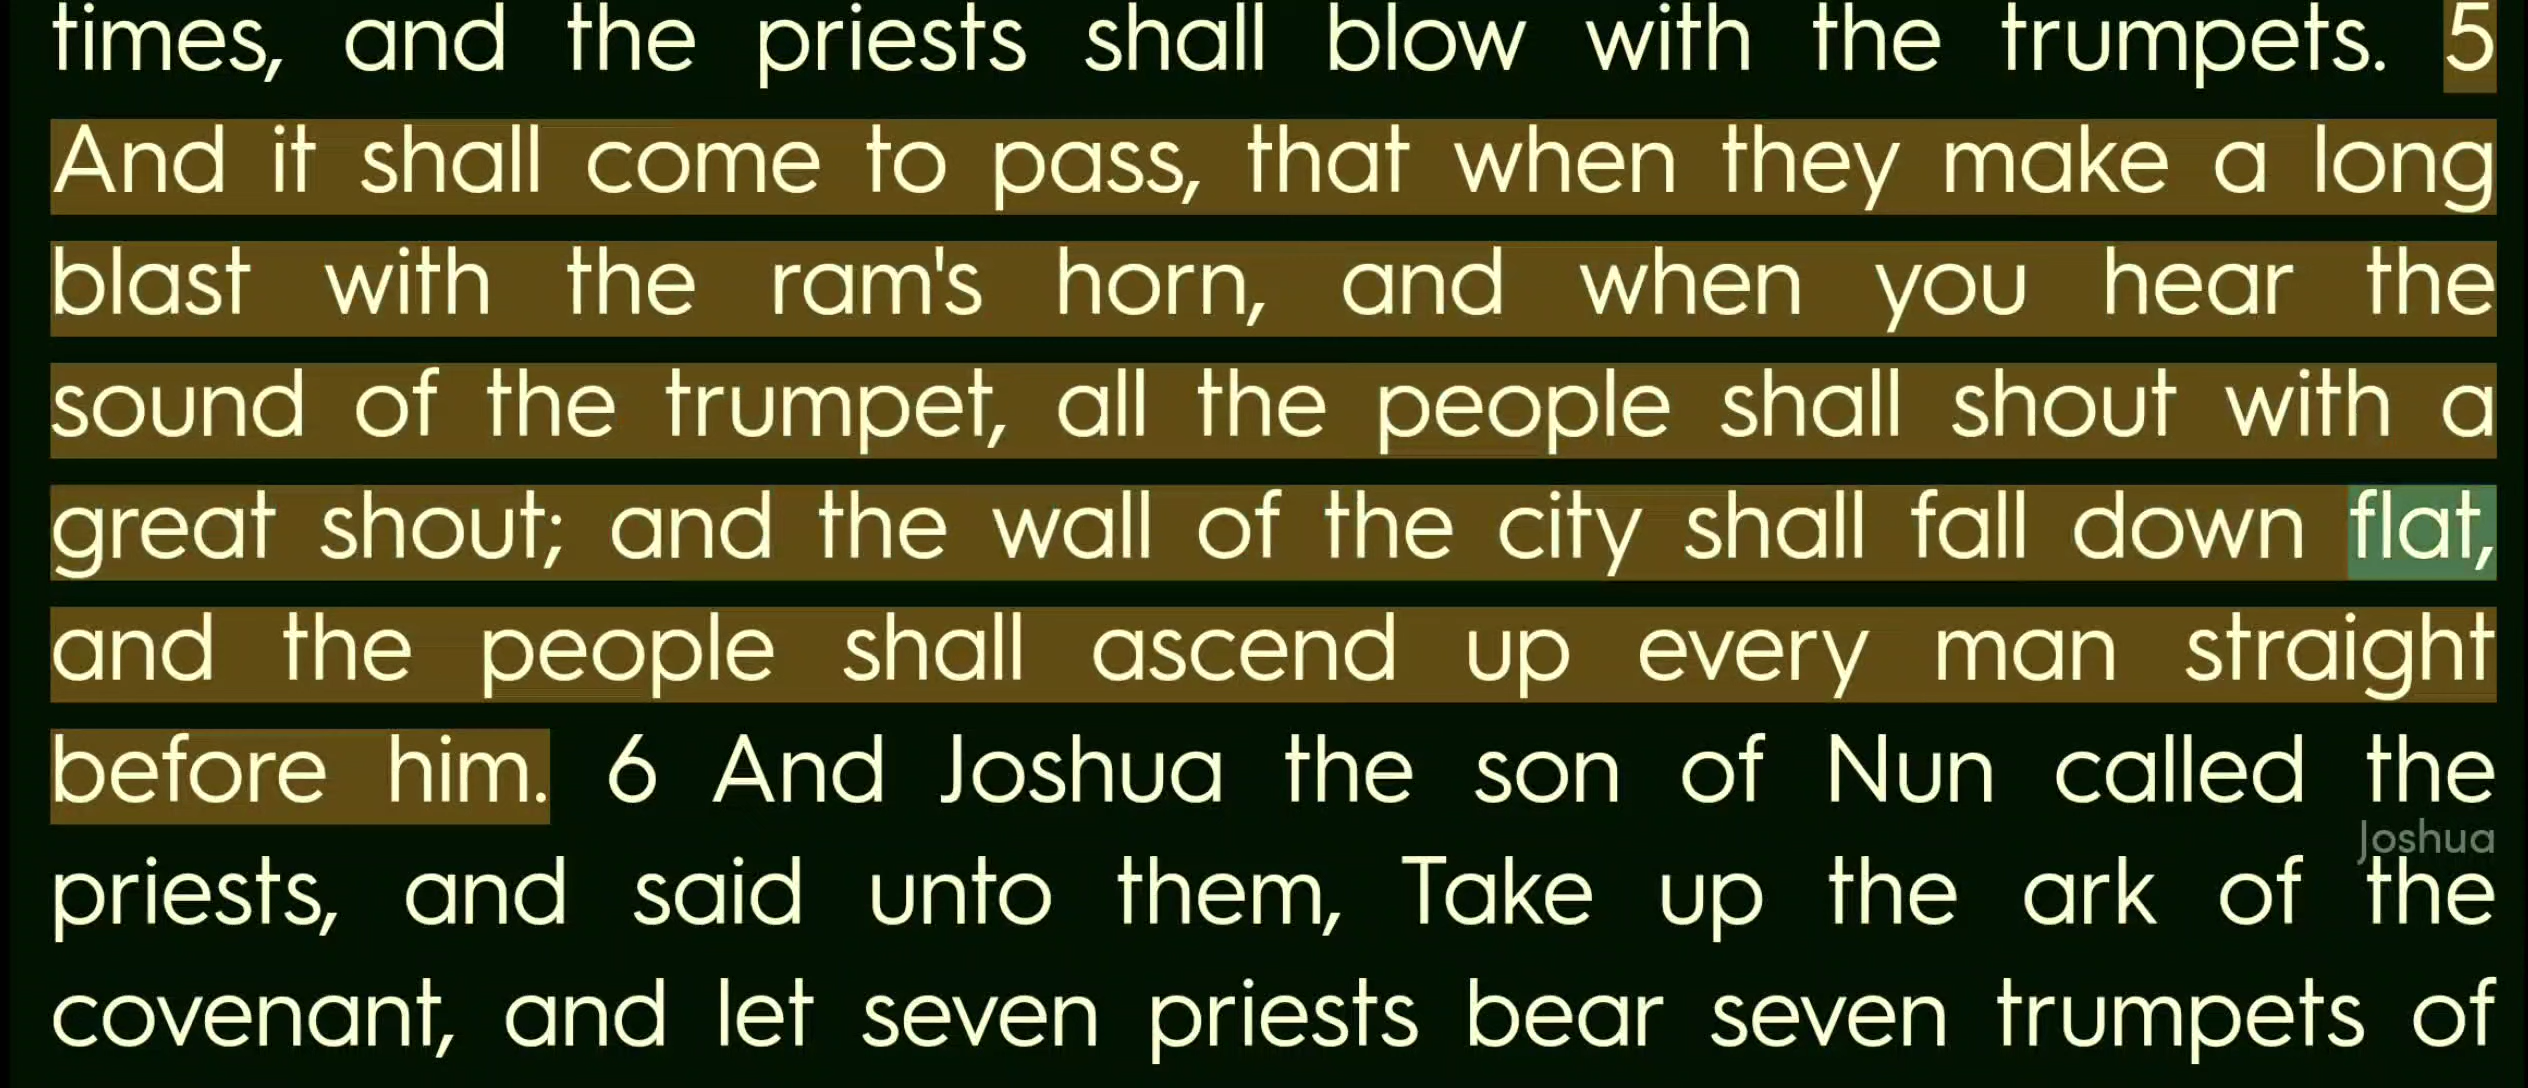 times, and the priests shall blow with the trumpets. 5
And it shall come to pass, that when they make a long
blast with the ram's horn, and when you hear the
sound of the trumpet, all the people shall shout with a
great shout; and the wall of the city shall fall down flat,
and the people shall ascend up every man straight
before him. 6 And Joshua the son of Nun called the
Joshua
priests, and said unto them, Take up the ark of the
covenant, and let seven priests bear seven trumpets of